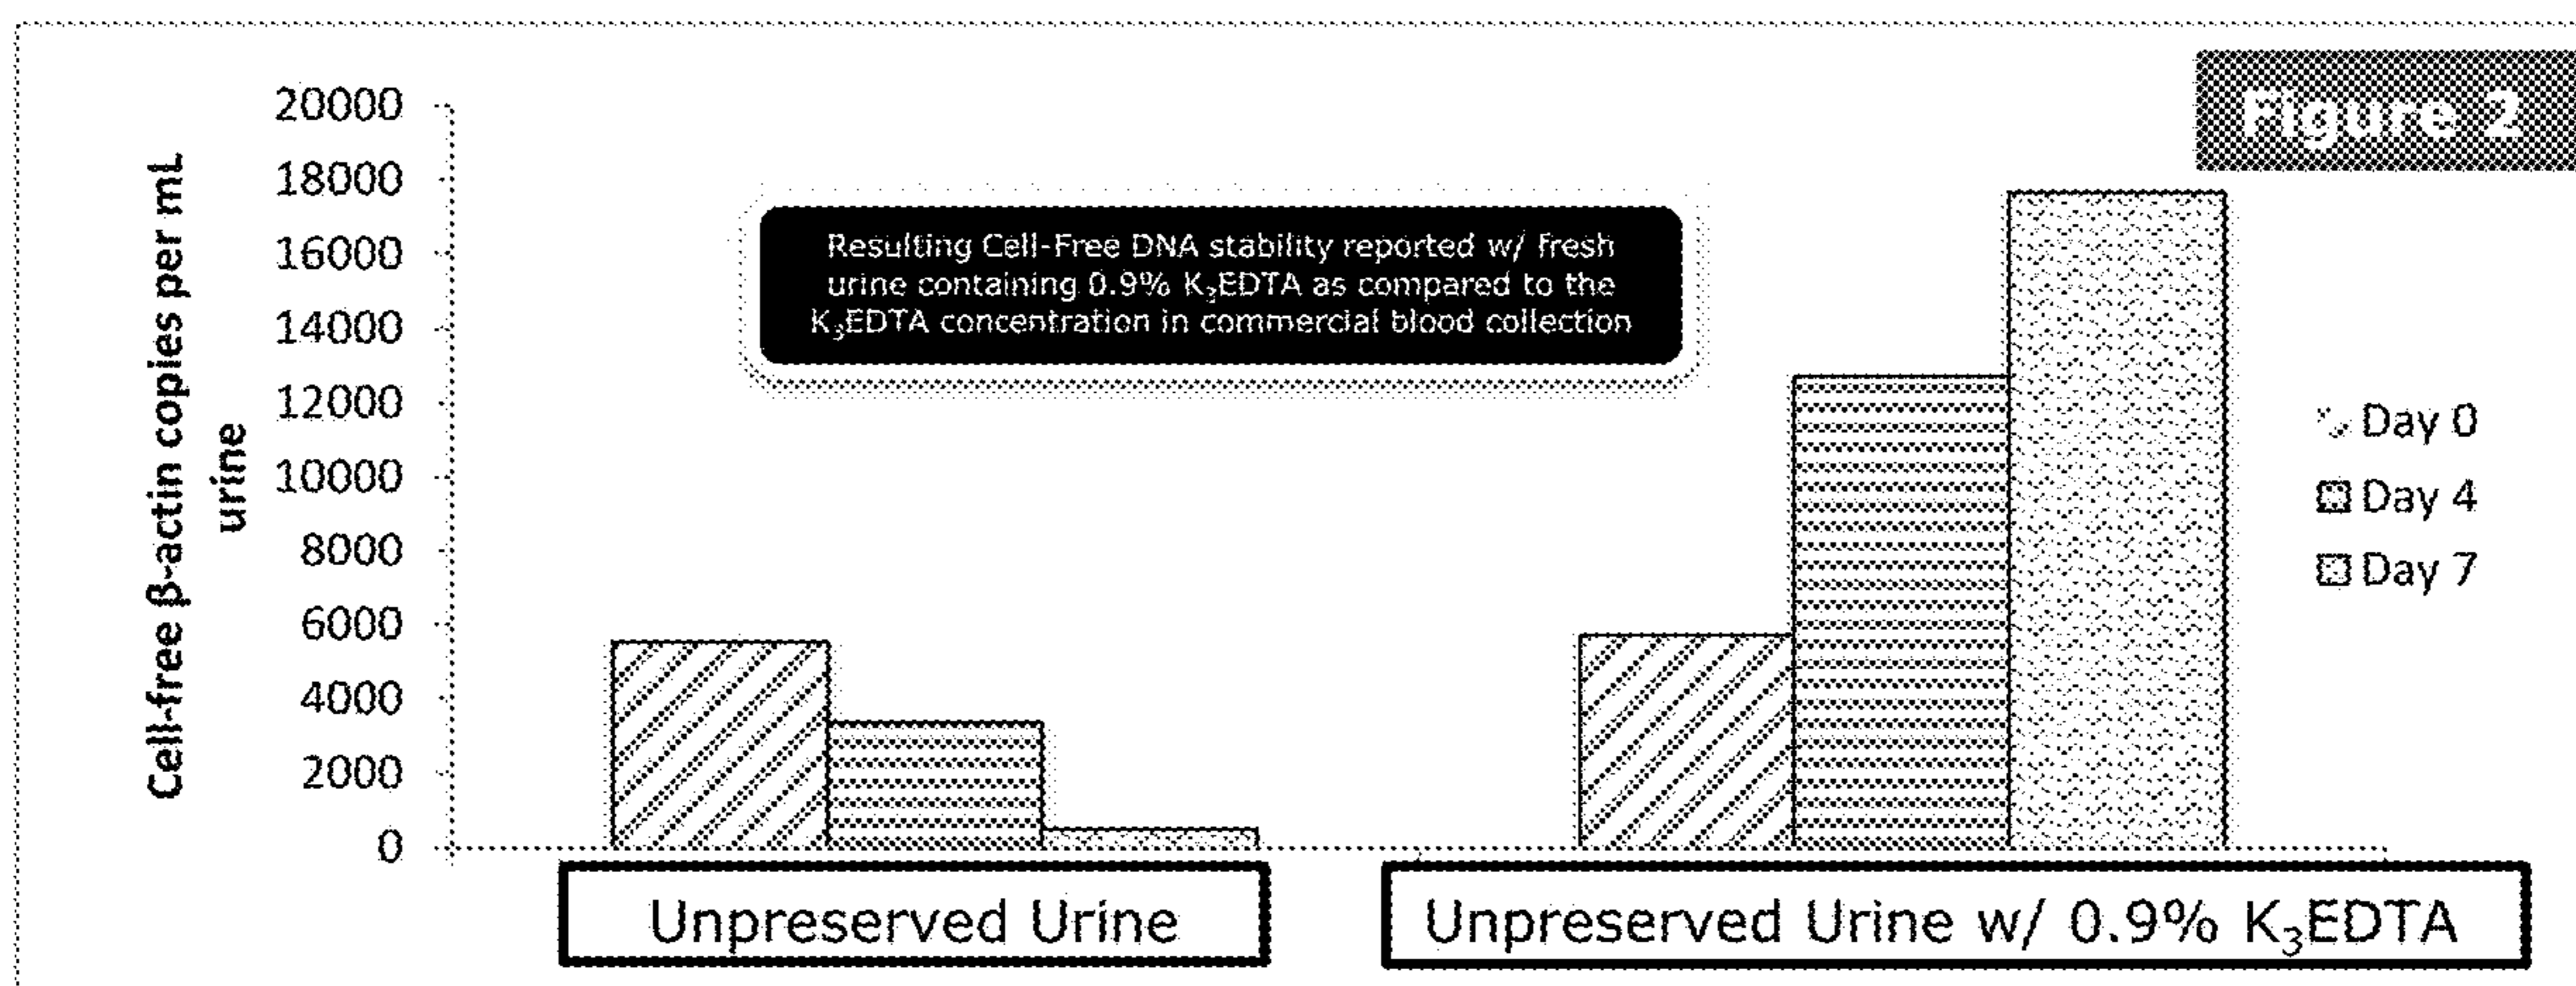 Figure 2
Cell-free β-actin copies per mL
urine
20000
18000
16000
14000
12000
10000
8000
6000
4000
2000
0
Resulting Cell-Free DNA stability reported w/ fresh
urine containing 0.9% K₃EDTA as compared to the
K₃EDTA concentration in commercial blood collection
Day 0
Day 4
Day 7
Unpreserved Urine
Unpreserved Urine w/ 0.9% K₃EDTA